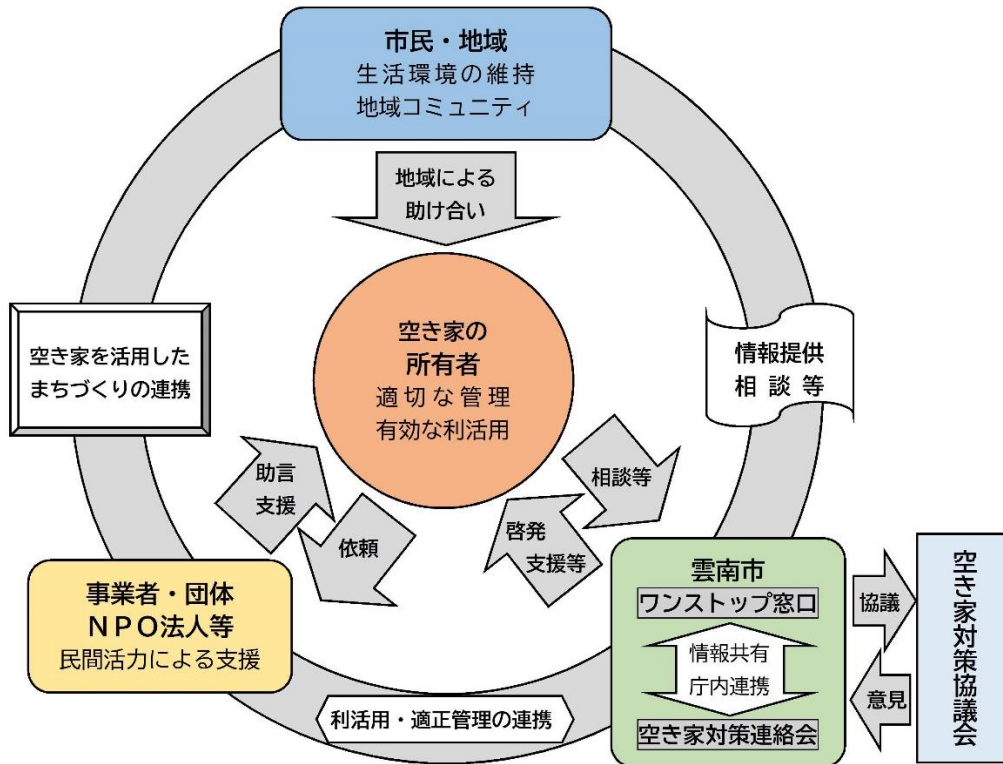 市民・地域
生活環境の維持
地域コミュニティ
地域による
助け合い
空き家を活用した
まちづくりの連携
空き家の
所有者
適切な管理
有効な利活用
情報提供
相談等
助言
支援
依頼
相談等
啓発
支援等
事業者・団体
NPO法人等
民間活力による支援
利活用・適正管理の連携
雲南市
ワンストップ窓口
情報共有
庁内連携
空き家対策連絡会
協議
意見
空き家対策協議会